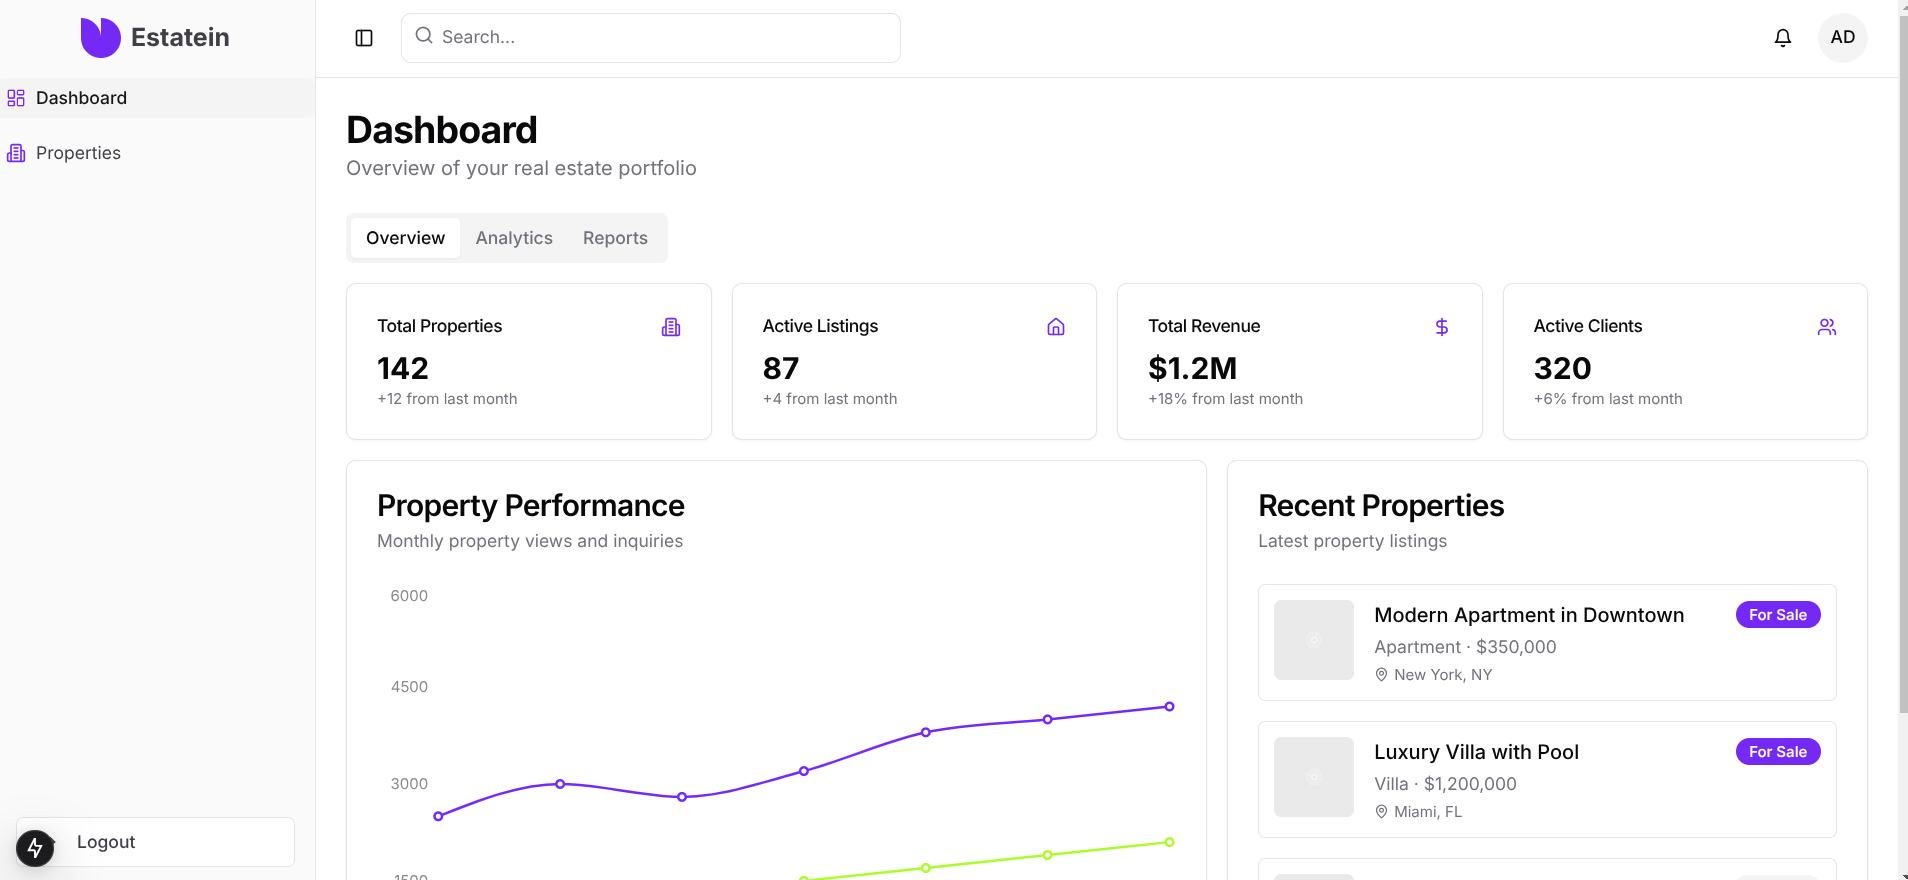 Estatein
Search...
AD
Dashboard
Properties
Logout
Dashboard
Overview of your real estate portfolio
Overview
Analytics
Reports
Total Properties
142
+12 from last month
Active Listings
87
+4 from last month
Total Revenue
$1.2M
+18% from last month
Active Clients
320
+6% from last month
Property Performance
Monthly property views and inquiries
6000
4500
3000
1500
Recent Properties
Latest property listings
Modern Apartment in Downtown
For Sale
Apartment · $350,000
New York, NY
Luxury Villa with Pool
For Sale
Villa · $1,200,000
Miami, FL